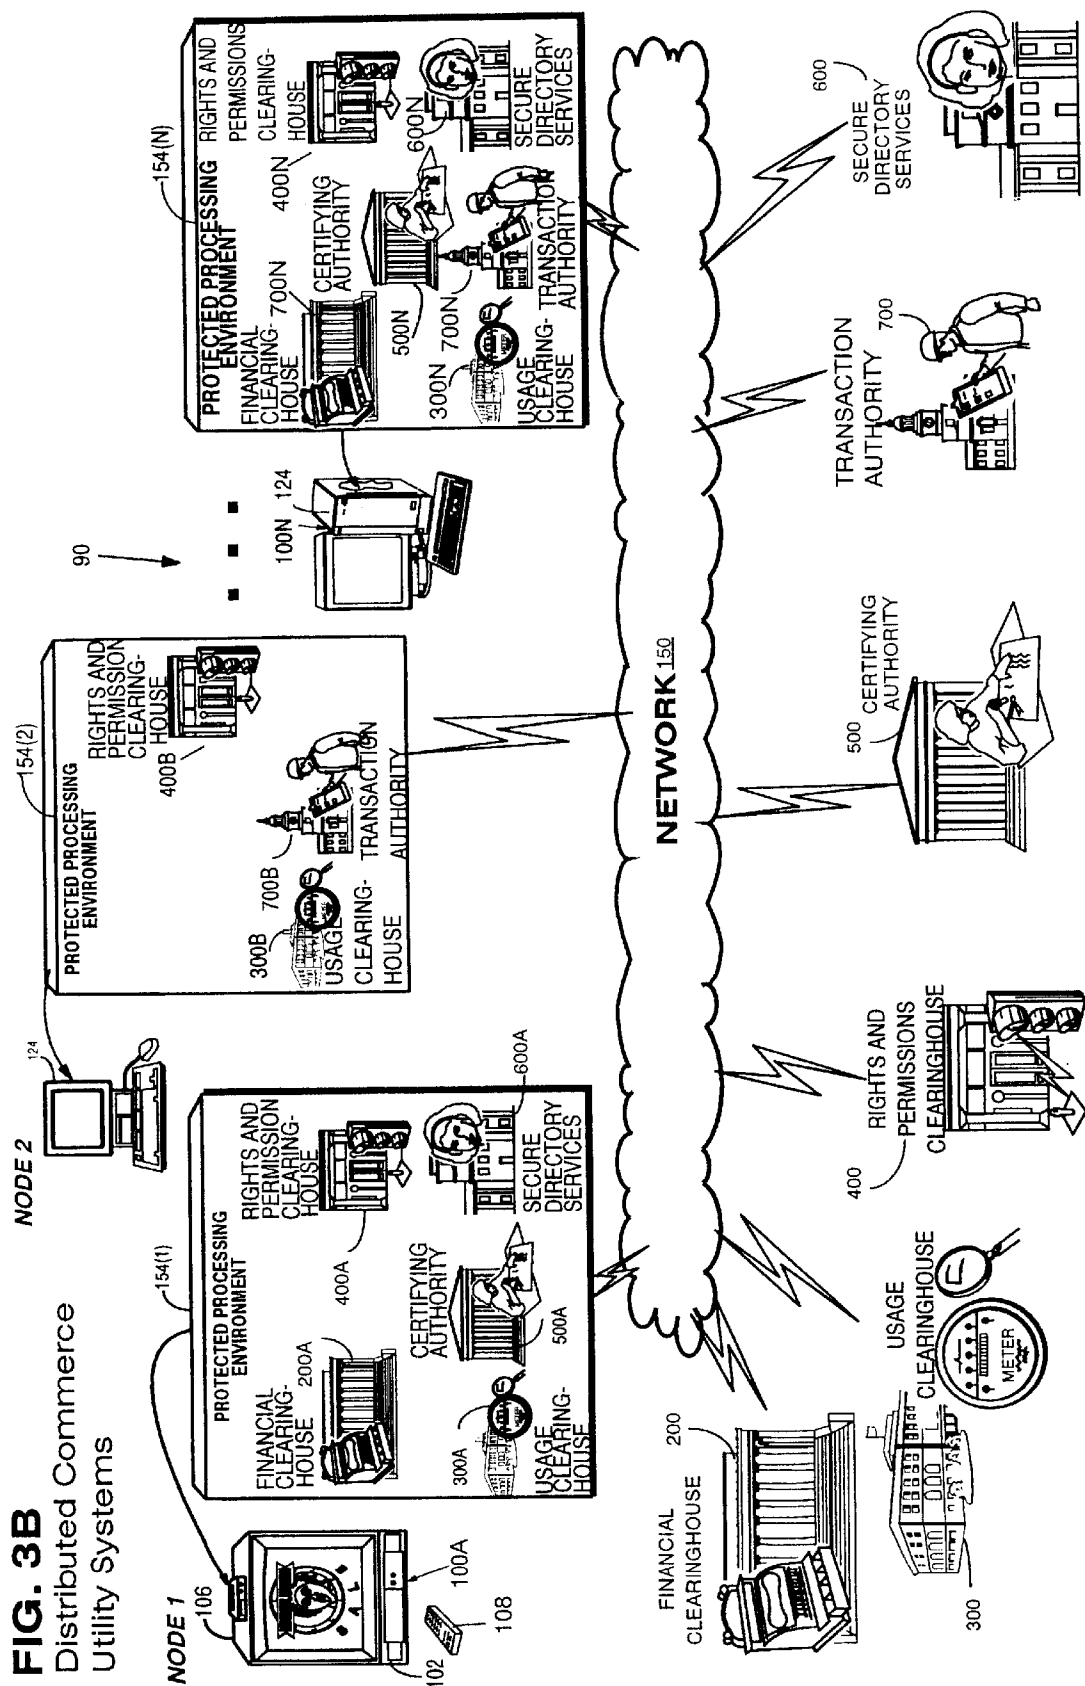 FIG. 3B
Distributed Commerce
Utility Systems
NODE 1
106
102
100A
108
154(1)
PROTECTED PROCESSING
ENVIRONMENT
FINANCIAL
CLEARING-
HOUSE
200A
RIGHTS AND
PERMISSION
CLEARING-
HOUSE
400A
CERTIFYING
AUTHORITY
500A
300A
USAGE
CLEARING-
HOUSE
SECURE
DIRECTORY
SERVICES
600A
NODE 2
124
154(2)
PROTECTED PROCESSING
ENVIRONMENT
RIGHTS AND
PERMISSION
CLEARING-
HOUSE
400B
300B
USAGE
CLEARING-
HOUSE
700B
TRANSACTION
AUTHORITY
90
100N
124
154(N)
PROTECTED PROCESSING
ENVIRONMENT
RIGHTS AND
PERMISSIONS
CLEARING-
HOUSE
400N
FINANCIAL
CLEARING-
HOUSE
700N
CERTIFYING
AUTHORITY
500N
600N
SECURE
DIRECTORY
SERVICES
300N
USAGE
CLEARING-
HOUSE
700N
TRANSACTION
AUTHORITY
NETWORK 150
FINANCIAL
CLEARINGHOUSE
200
USAGE
CLEARINGHOUSE
METER
300
RIGHTS AND
PERMISSIONS
CLEARINGHOUSE
400
500
CERTIFYING
AUTHORITY
TRANSACTION
AUTHORITY
700
SECURE
DIRECTORY
SERVICES
600